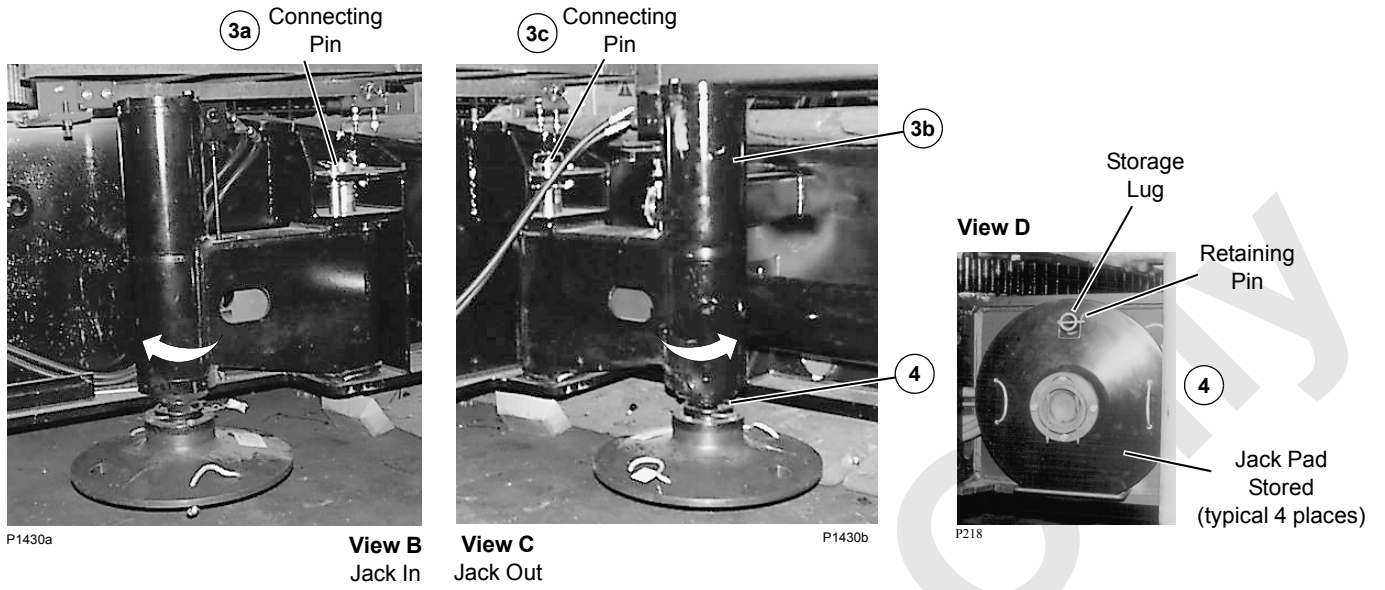 3a
Connecting
Pin
3c
Connecting
Pin
3b
4
P1430a
View B
Jack In
View C
Jack Out
P1430b
View D
Storage
Lug
Retaining
Pin
4
Jack Pad
Stored
(typical 4 places)
P218